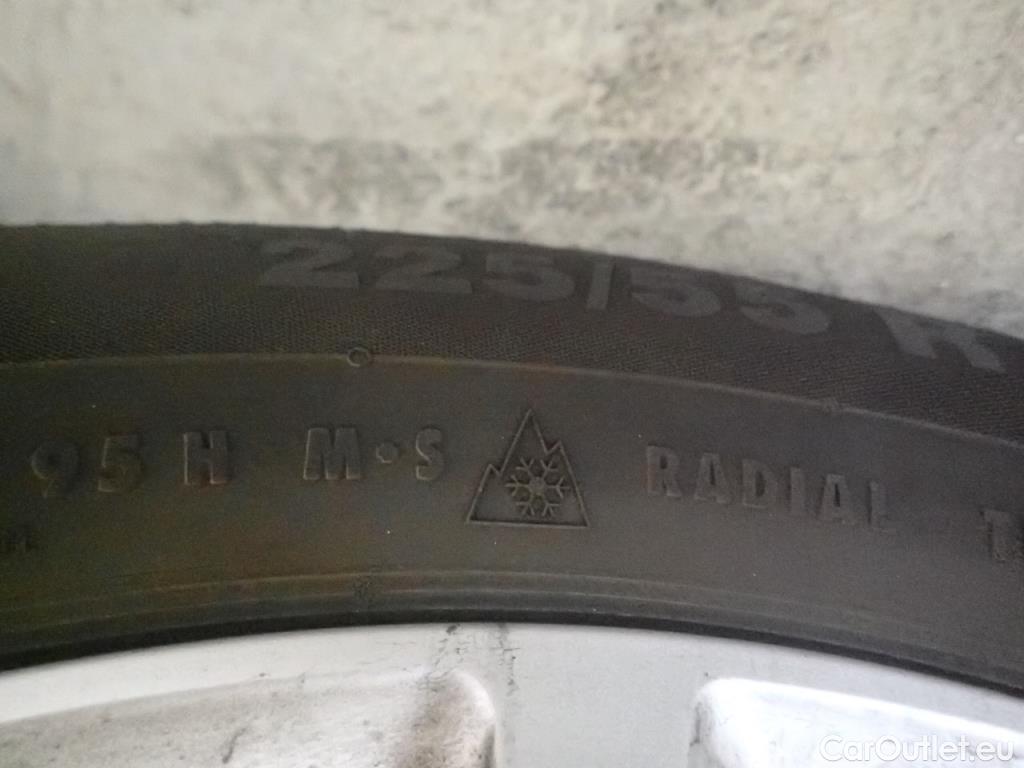 225/55 R
95 H M·S RADIAL
CarOutlet.eu